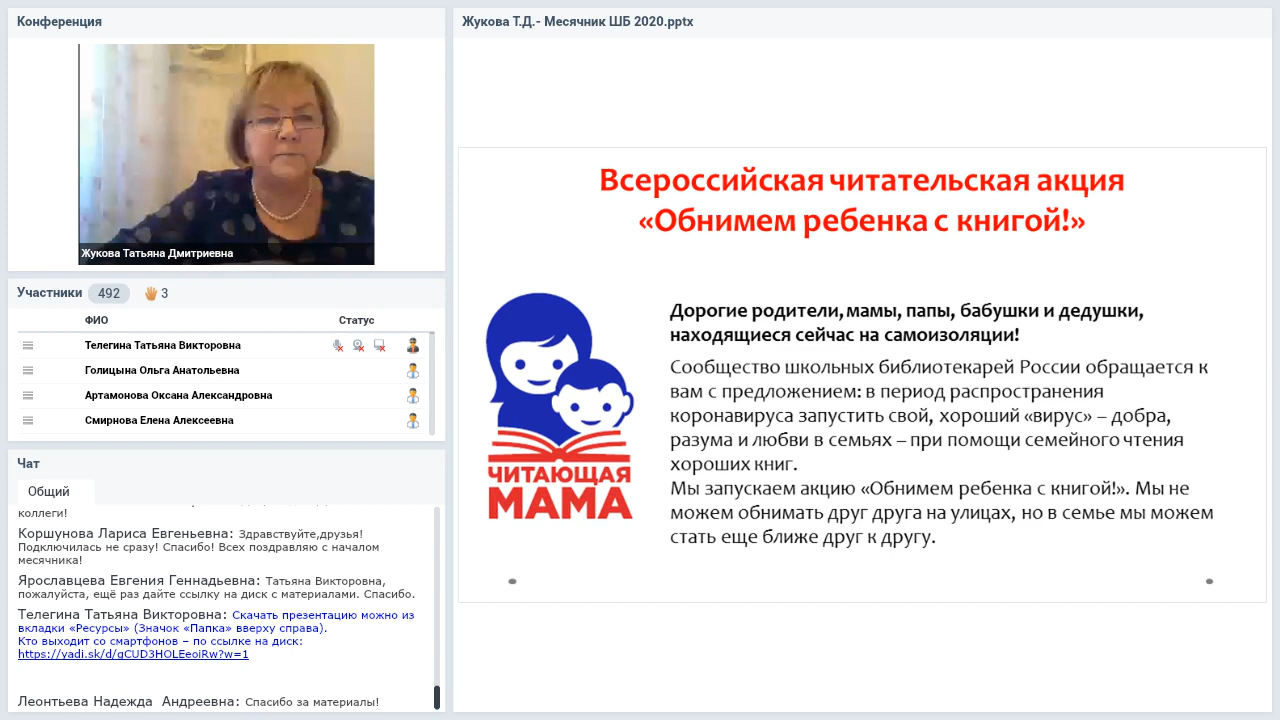 Конференция
Жукова Татьяна Дмитриевна
Участники 492 3
ФИО Статус
Телегина Татьяна Викторовна
Голицына Ольга Анатольевна
Артамонова Оксана Александровна
Смирнова Елена Алексеевна
Чат
Общий
коллеги!
Коршунова Лариса Евгеньевна: Здравствуйте,друзья!
Подключилась не сразу! Спасибо! Всех поздравляю с началом
месячника!
Ярославцева Евгения Геннадьевна: Татьяна Викторовна,
пожалуйста, ещё раз дайте ссылку на диск с материалами. Спасибо.
Телегина Татьяна Викторовна: Скачать презентацию можно из
вкладки «Ресурсы» (Значок «Папка» вверху справа).
Кто выходит со смартфонов – по ссылке на диск:
https://yadi.sk/d/gCUD3HOLEeoiRw?w=1
Леонтьева Надежда Андреевна: Спасибо за материалы!
Жукова Т.Д.- Месячник ШБ 2020.pptx
Всероссийская читательская акция
«Обнимем ребенка с книгой!»
ЧИТАЮЩАЯ
МАМА
Дорогие родители, мамы, папы, бабушки и дедушки,
находящиеся сейчас на самоизоляции!
Сообщество школьных библиотекарей России обращается к
вам с предложением: в период распространения
коронавируса запустить свой, хороший «вирус» – добра,
разума и любви в семьях – при помощи семейного чтения
хороших книг.
Мы запускаем акцию «Обнимем ребенка с книгой!». Мы не
можем обнимать друг друга на улицах, но в семье мы можем
стать еще ближе друг к другу.